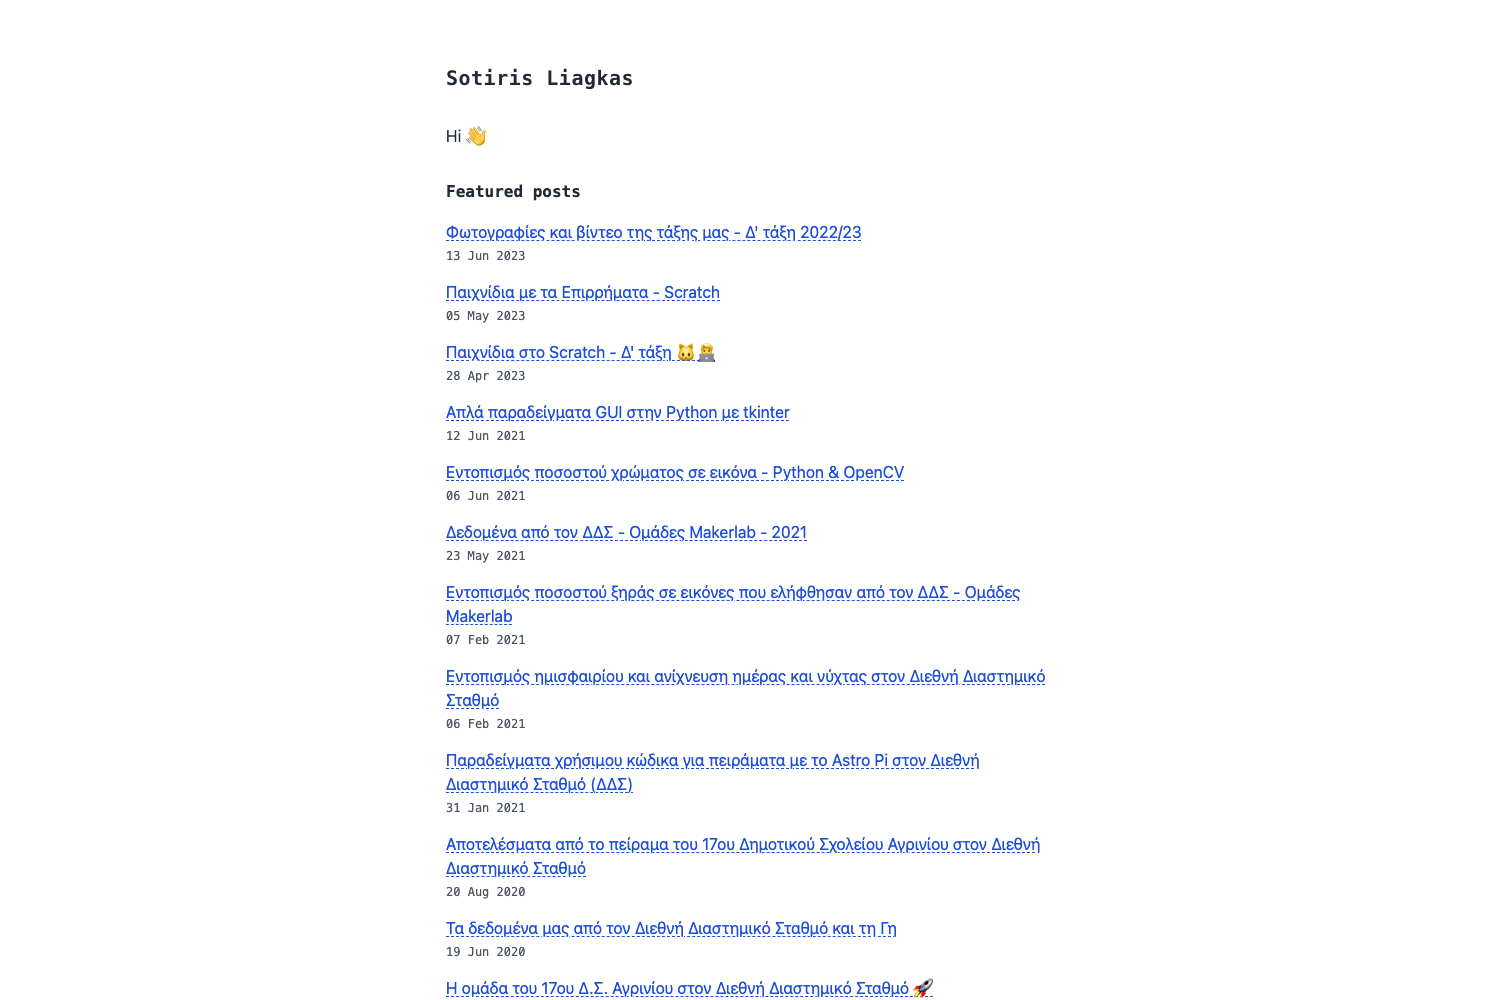 Sotiris Liagkas
Hi 👋
Featured posts
Φωτογραφίες και βίντεο της τάξης μας - Δ' τάξη 2022/23
13 Jun 2023
Παιχνίδια με τα Επιρρήματα - Scratch
05 May 2023
Παιχνίδια στο Scratch - Δ' τάξη 🐱👨‍💻
28 Apr 2023
Απλά παραδείγματα GUI στην Python με tkinter
12 Jun 2021
Εντοπισμός ποσοστού χρώματος σε εικόνα - Python & OpenCV
06 Jun 2021
Δεδομένα από τον ΔΔΣ - Ομάδες Makerlab - 2021
23 May 2021
Εντοπισμός ποσοστού ξηράς σε εικόνες που ελήφθησαν από τον ΔΔΣ - Ομάδες
Makerlab
07 Feb 2021
Εντοπισμός ημισφαιρίου και ανίχνευση ημέρας και νύχτας στον Διεθνή Διαστημικό
Σταθμό
06 Feb 2021
Παραδείγματα χρήσιμου κώδικα για πειράματα με το Astro Pi στον Διεθνή
Διαστημικό Σταθμό (ΔΔΣ)
31 Jan 2021
Αποτελέσματα από το πείραμα του 17ου Δημοτικού Σχολείου Αγρινίου στον Διεθνή
Διαστημικό Σταθμό
20 Aug 2020
Τα δεδομένα μας από τον Διεθνή Διαστημικό Σταθμό και τη Γη
19 Jun 2020
Η ομάδα του 17ου Δ.Σ. Αγρινίου στον Διεθνή Διαστημικό Σταθμό 🚀